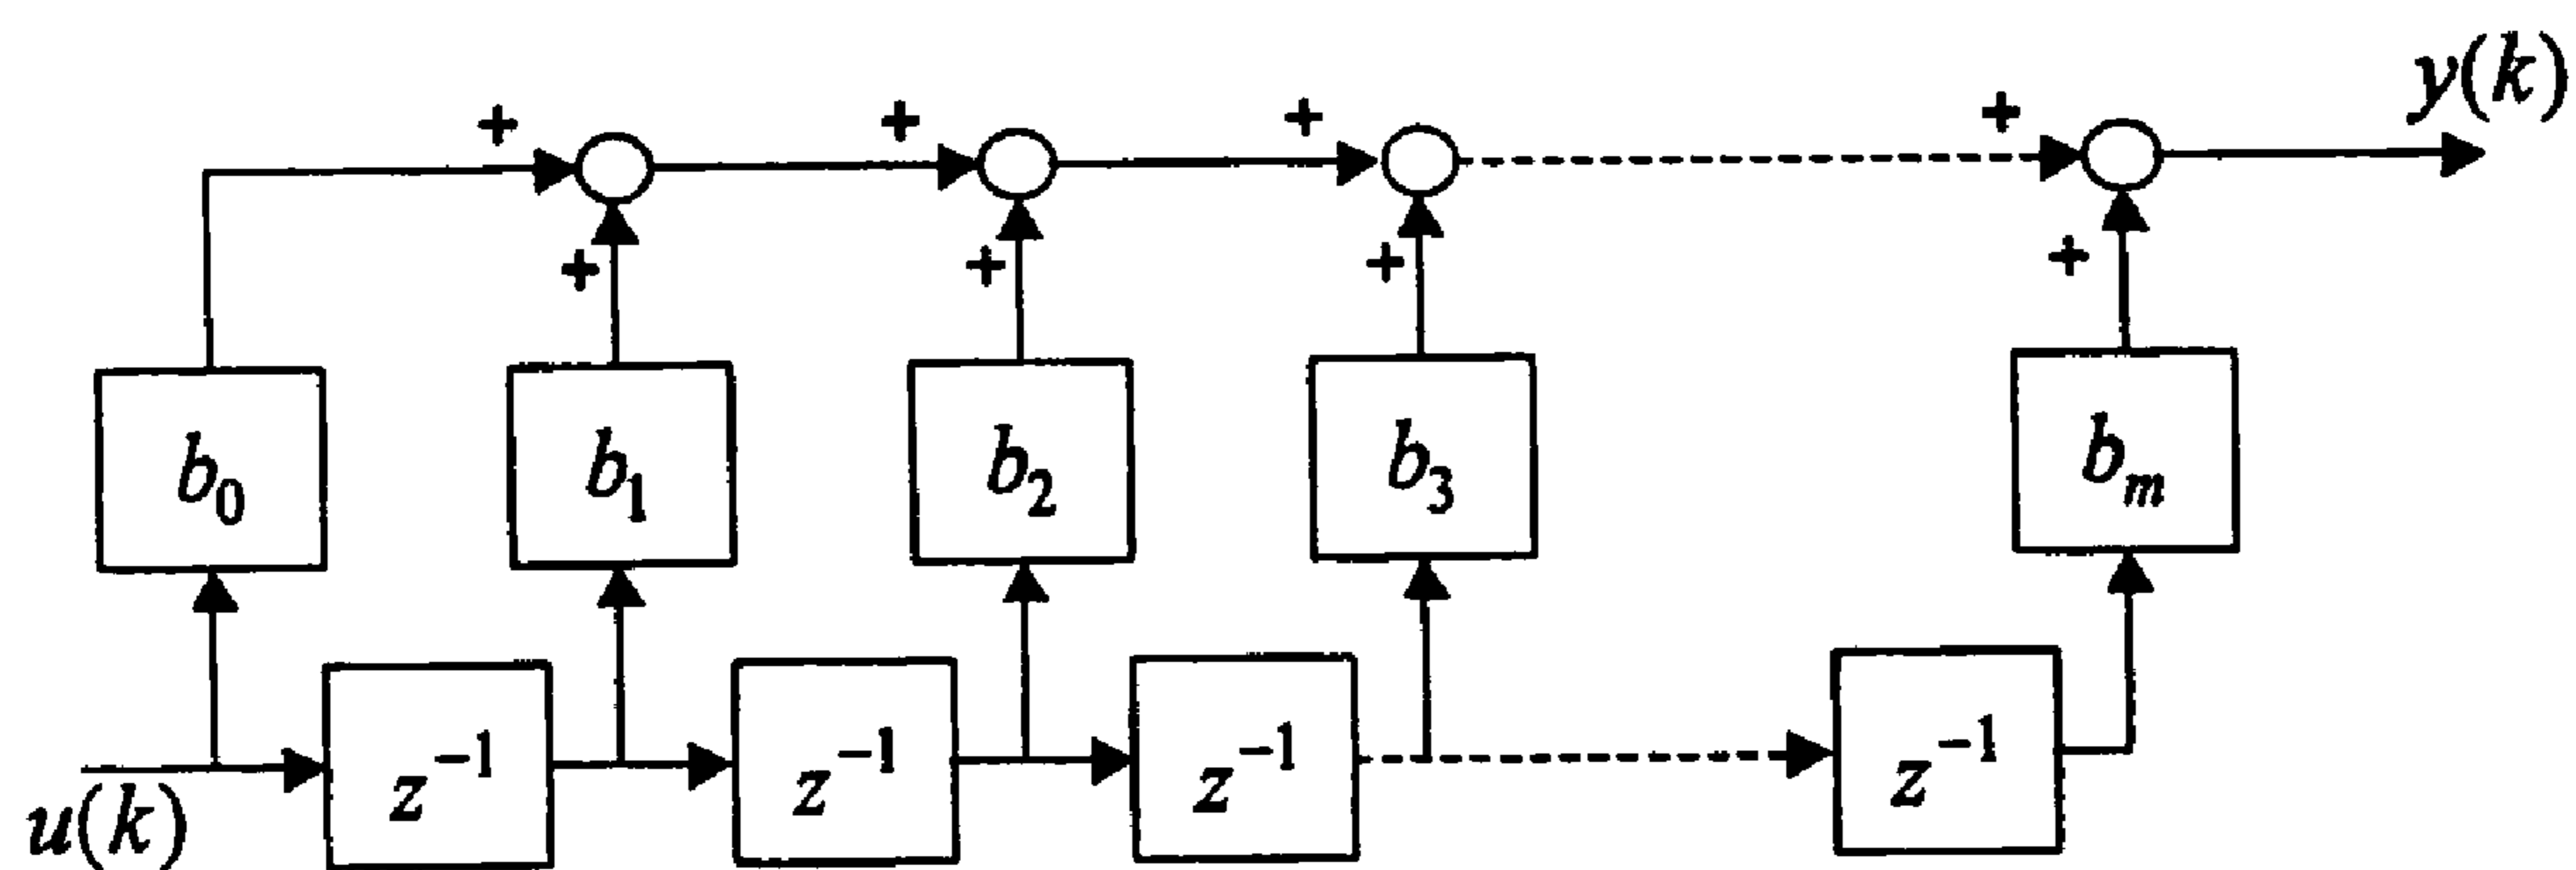 y(k)
+ + + +
+ + + +
b₀ b₁ b₂ b₃ bₘ
z⁻¹ z⁻¹ z⁻¹ z⁻¹
u(k)